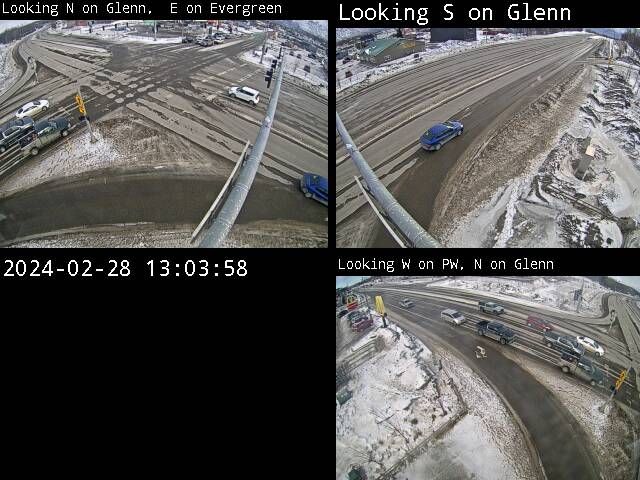 Looking N on Glenn, E on Evergreen
Looking S on Glenn
2024-02-28 13:03:58
Looking W on PW, N on Glenn